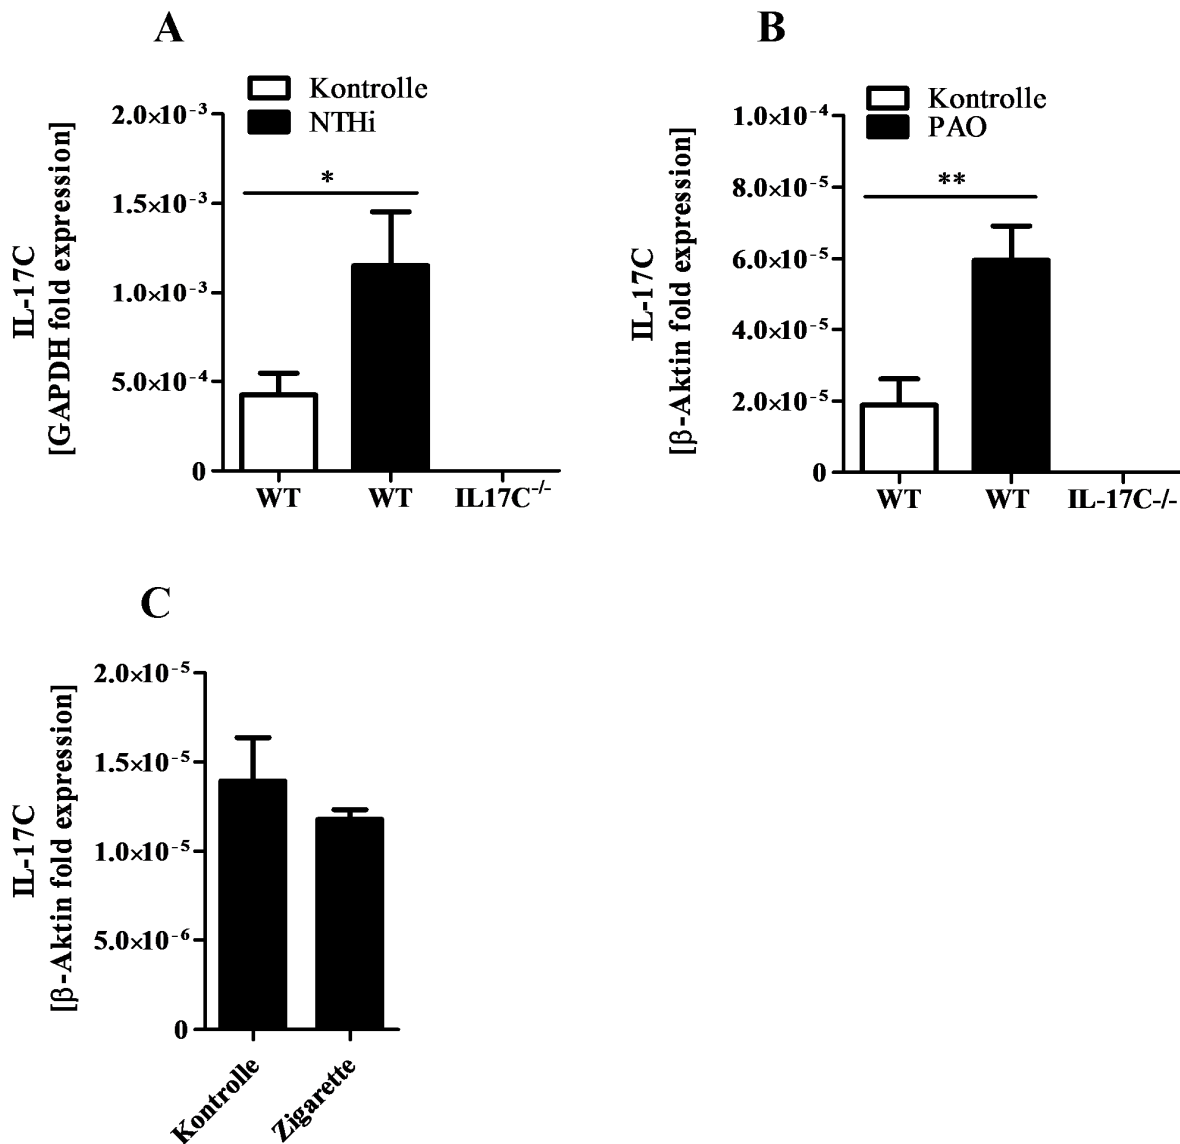 A
Kontrolle
NTHi
IL-17C
[GAPDH fold expression]
2.0×10⁻³
1.5×10⁻³
1.0×10⁻³
5.0×10⁻⁴
0
*
WT
WT
IL17C⁻/⁻
B
Kontrolle
PAO
IL-17C
[β-Aktin fold expression]
1.0×10⁻⁴
8.0×10⁻⁵
6.0×10⁻⁵
4.0×10⁻⁵
2.0×10⁻⁵
0
**
WT
WT
IL-17C-/-
C
IL-17C
[β-Aktin fold expression]
2.0×10⁻⁵
1.5×10⁻⁵
1.0×10⁻⁵
5.0×10⁻⁶
0
Kontrolle
Zigarette